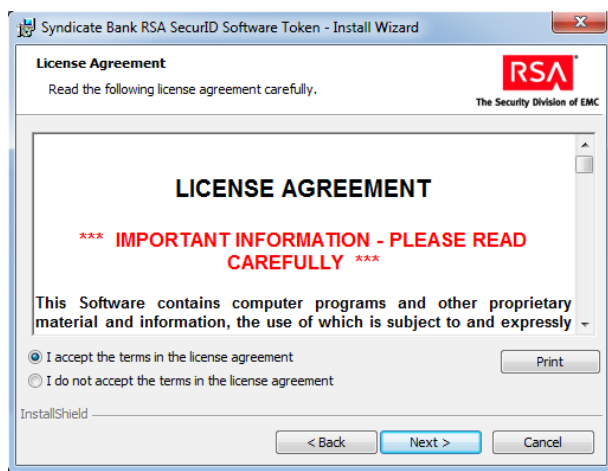 Syndicate Bank RSA SecurID Software Token - Install Wizard
License Agreement
Read the following license agreement carefully.
RSA
The Security Division of EMC
LICENSE AGREEMENT
*** IMPORTANT INFORMATION - PLEASE READ
CAREFULLY ***
This Software contains computer programs and other proprietary
material and information, the use of which is subject to and expressly
I accept the terms in the license agreement
Print
I do not accept the terms in the license agreement
InstallShield
< Back
Next >
Cancel